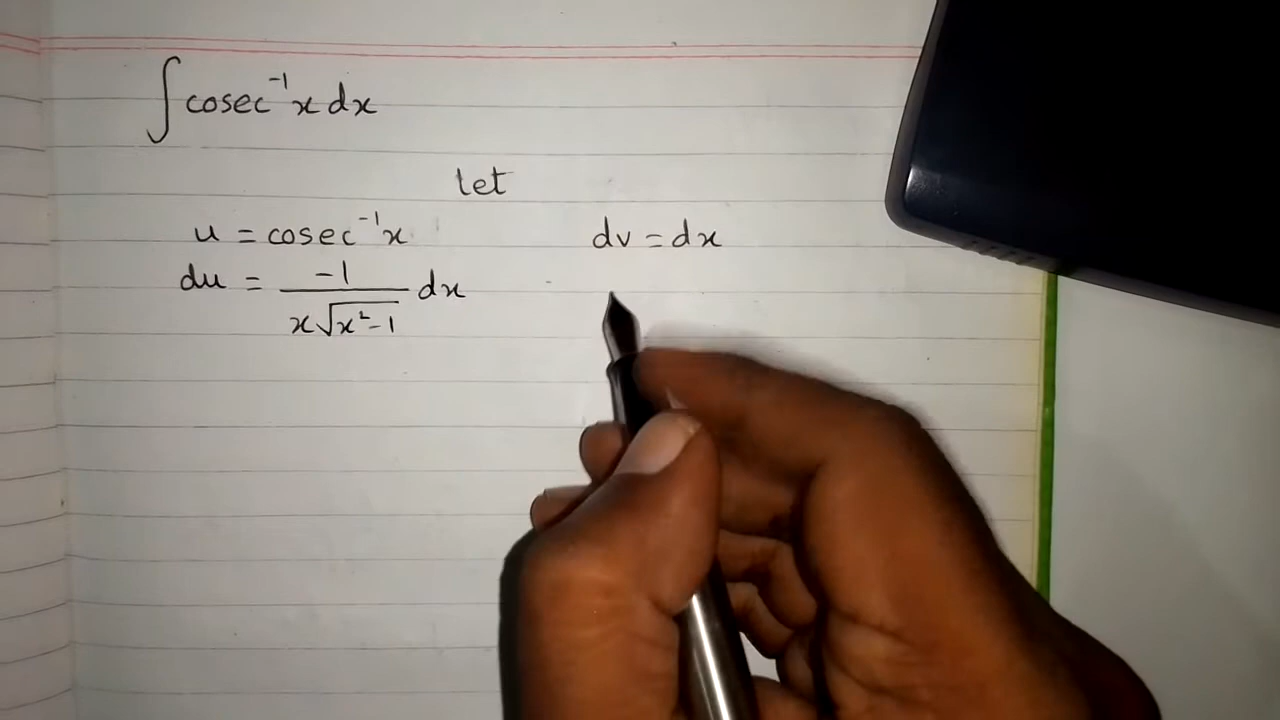 ∫ cosec⁻¹x dx
let
u = cosec⁻¹x dv = dx
du = -1/(x√(x²-1)) dx